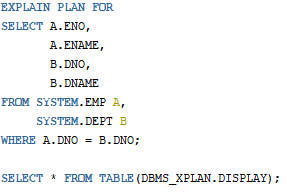 EXPLAIN PLAN FOR
SELECT A.ENO,
A.ENAME,
B.DNO,
B.DNAME
FROM SYSTEM.EMP A,
SYSTEM.DEPT B
WHERE A.DNO = B.DNO;
SELECT * FROM TABLE(DBMS_XPLAN.DISPLAY);